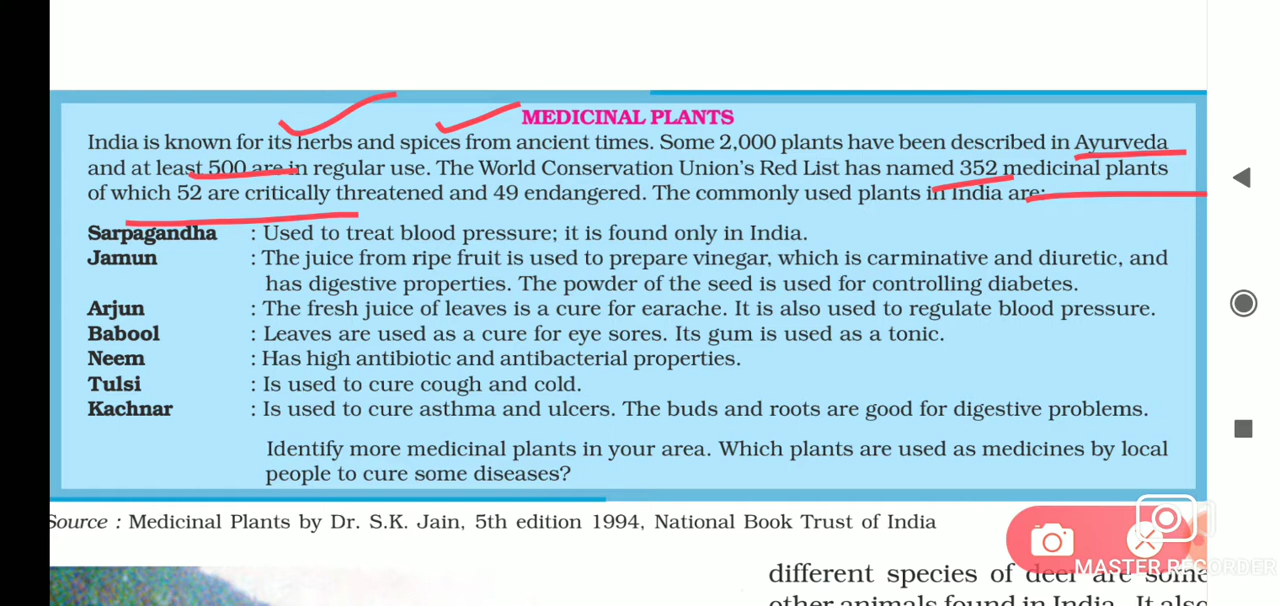 MEDICINAL PLANTS
India is known for its herbs and spices from ancient times. Some 2,000 plants have been described in Ayurveda
and at least 500 are in regular use. The World Conservation Union's Red List has named 352 medicinal plants
of which 52 are critically threatened and 49 endangered. The commonly used plants in India are:
Sarpagandha : Used to treat blood pressure; it is found only in India.
Jamun : The juice from ripe fruit is used to prepare vinegar, which is carminative and diuretic, and
has digestive properties. The powder of the seed is used for controlling diabetes.
Arjun : The fresh juice of leaves is a cure for earache. It is also used to regulate blood pressure.
Babool : Leaves are used as a cure for eye sores. Its gum is used as a tonic.
Neem : Has high antibiotic and antibacterial properties.
Tulsi : Is used to cure cough and cold.
Kachnar : Is used to cure asthma and ulcers. The buds and roots are good for digestive problems.
Identify more medicinal plants in your area. Which plants are used as medicines by local
people to cure some diseases?
Source : Medicinal Plants by Dr. S.K. Jain, 5th edition 1994, National Book Trust of India
MASTER RECORDER
different species of deer are some
other animals found in India. It also